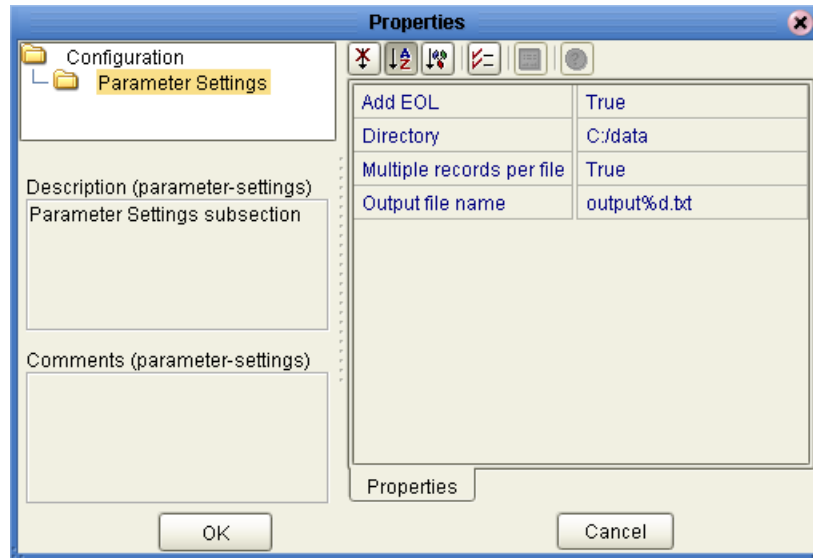 Properties
Configuration
Parameter Settings
Description (parameter-settings)
Parameter Settings subsection
Comments (parameter-settings)
Add EOL True
Directory C:/data
Multiple records per file True
Output file name output%d.txt
Properties
OK Cancel